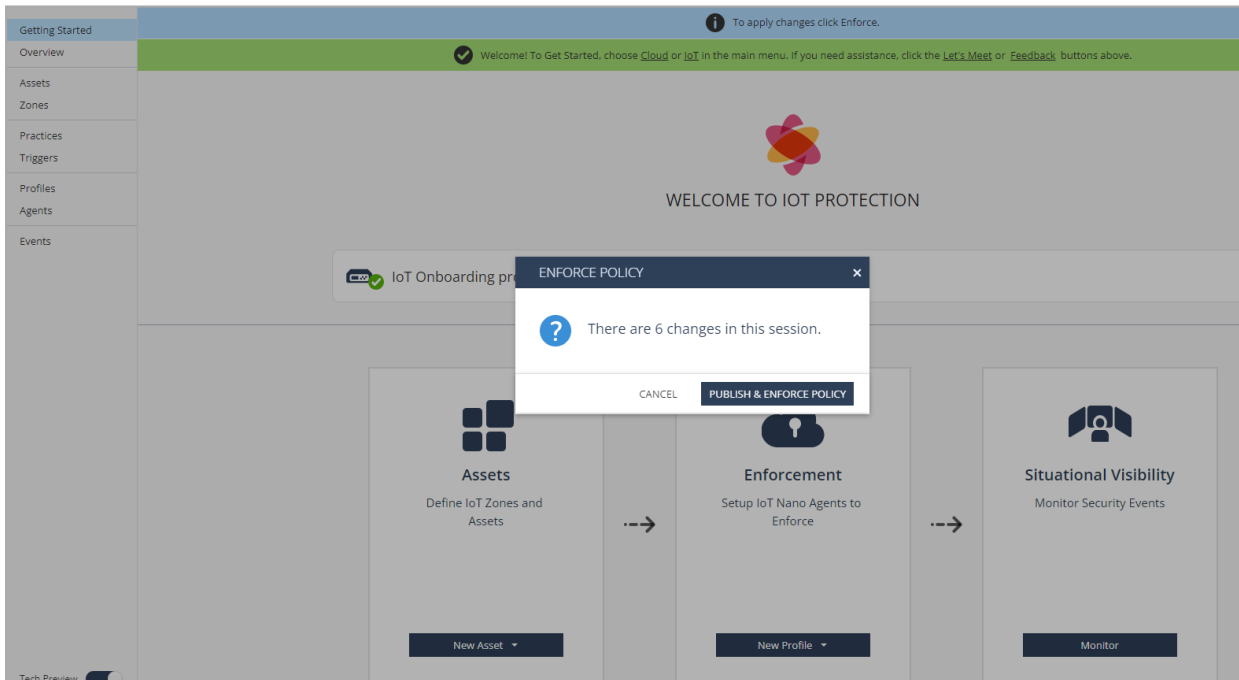 Getting Started
Overview
Assets
Zones
Practices
Triggers
Profiles
Agents
Events
Tech Preview
To apply changes click Enforce.
Welcome! To Get Started, choose Cloud or IoT in the main menu. If you need assistance, click the Let's Meet or Feedback buttons above.
WELCOME TO IOT PROTECTION
IoT Onboarding
ENFORCE POLICY
×
?
There are 6 changes in this session.
CANCEL
PUBLISH & ENFORCE POLICY
Assets
Define IoT Zones and
Assets
New Asset
Enforcement
Setup IoT Nano Agents to
Enforce
New Profile
Situational Visibility
Monitor Security Events
Monitor